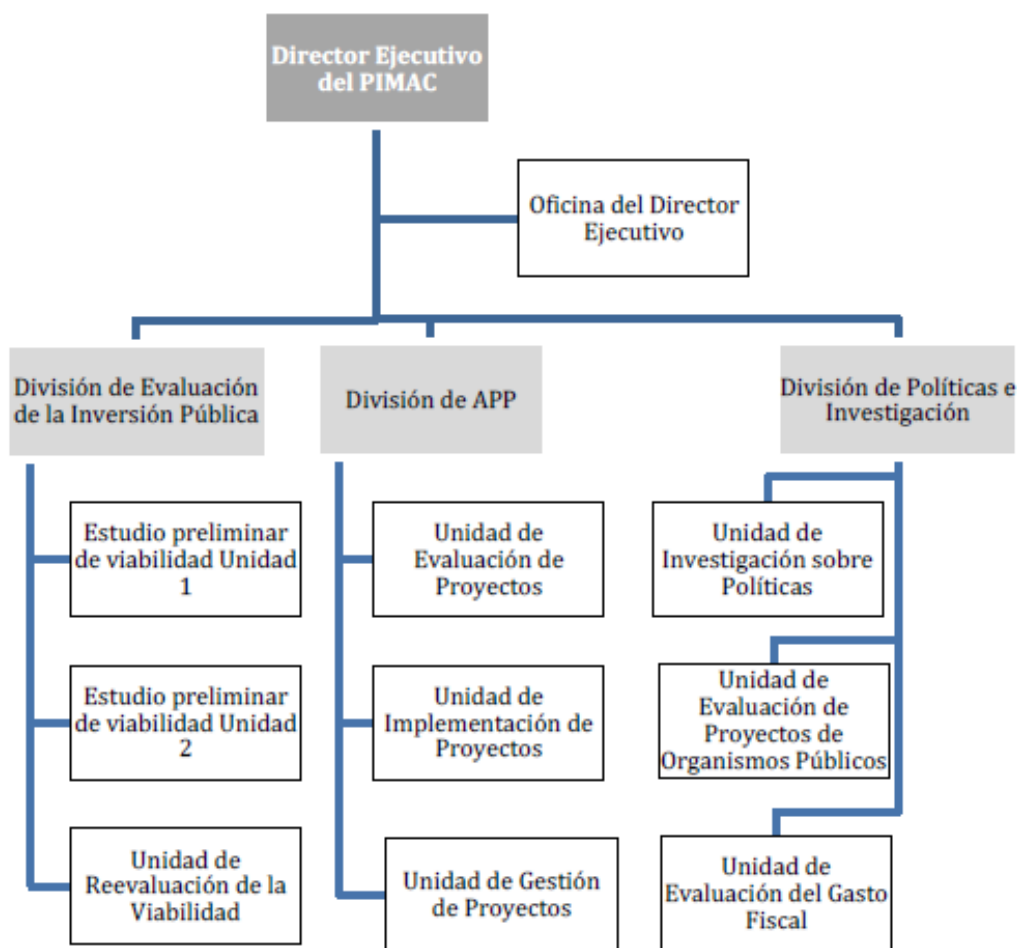 Director Ejecutivo
del PIMAC
Oficina del Director
Ejecutivo
División de Evaluación
de la Inversión Pública
División de APP
División de Políticas e
Investigación
Estudio preliminar
de viabilidad Unidad
1
Unidad de
Evaluación de
Proyectos
Unidad de
Investigación sobre
Políticas
Estudio preliminar
de viabilidad Unidad
2
Unidad de
Implementación de
Proyectos
Unidad de
Evaluación de
Proyectos de
Organismos Públicos
Unidad de
Reevaluación de la
Viabilidad
Unidad de Gestión
de Proyectos
Unidad de
Evaluación del Gasto
Fiscal